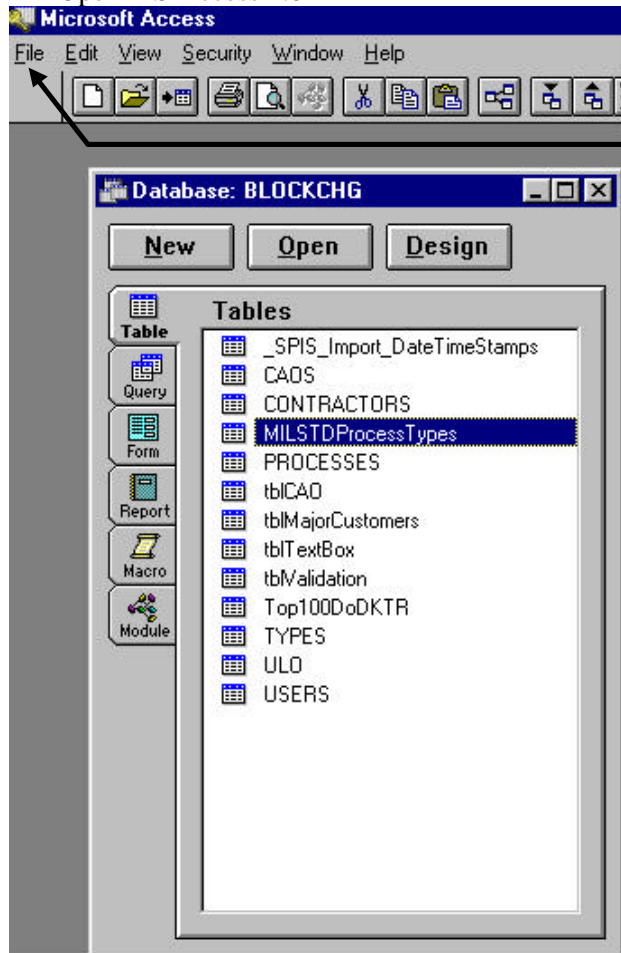 Microsoft Access
File Edit View Security Window Help
Database: BLOCKCHG
New Open Design
Table
Query
Form
Report
Macro
Module
Tables
_SPIS_Import_DateTimeStamps
CAOS
CONTRACTORS
MILSTDProcessTypes
PROCESSES
tblCAO
tblMajorCustomers
tblTextBox
tblValidation
Top100DoDKTR
TYPES
ULO
USERS